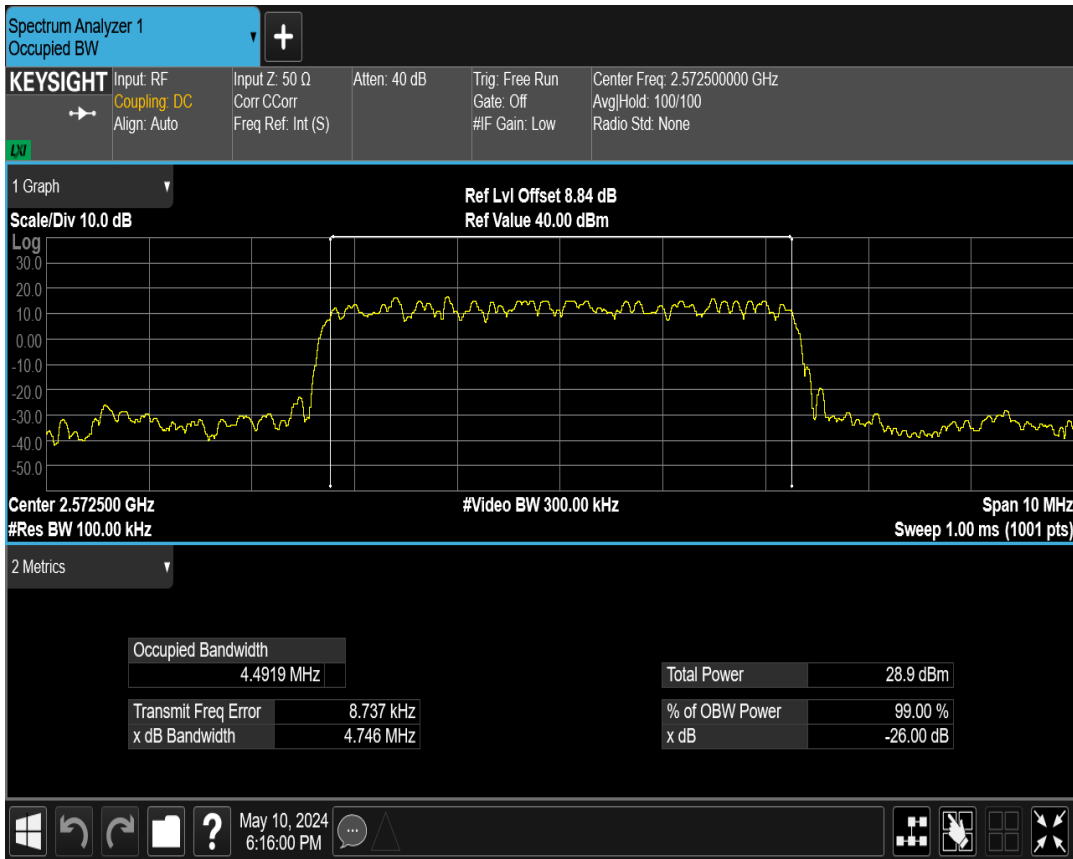 Spectrum Analyzer 1
Occupied BW
+
KEYSIGHT
LXI
Input: RF
Coupling: DC
Align: Auto
Input Z: 50 Ω
Corr CCorr
Freq Ref: Int (S)
Atten: 40 dB
Trig: Free Run
Gate: Off
#IF Gain: Low
Center Freq: 2.572500000 GHz
Avg|Hold: 100/100
Radio Std: None
1 Graph
Scale/Div 10.0 dB
Ref Lvl Offset 8.84 dB
Ref Value 40.00 dBm
Log
30.0
20.0
10.0
0.00
-10.0
-20.0
-30.0
-40.0
-50.0
Center 2.572500 GHz
#Video BW 300.00 kHz
Span 10 MHz
#Res BW 100.00 kHz
Sweep 1.00 ms (1001 pts)
2 Metrics
Occupied Bandwidth
4.4919 MHz
Total Power 28.9 dBm
Transmit Freq Error 8.737 kHz
% of OBW Power 99.00 %
x dB Bandwidth 4.746 MHz
x dB -26.00 dB
?
May 10, 2024
6:16:00 PM